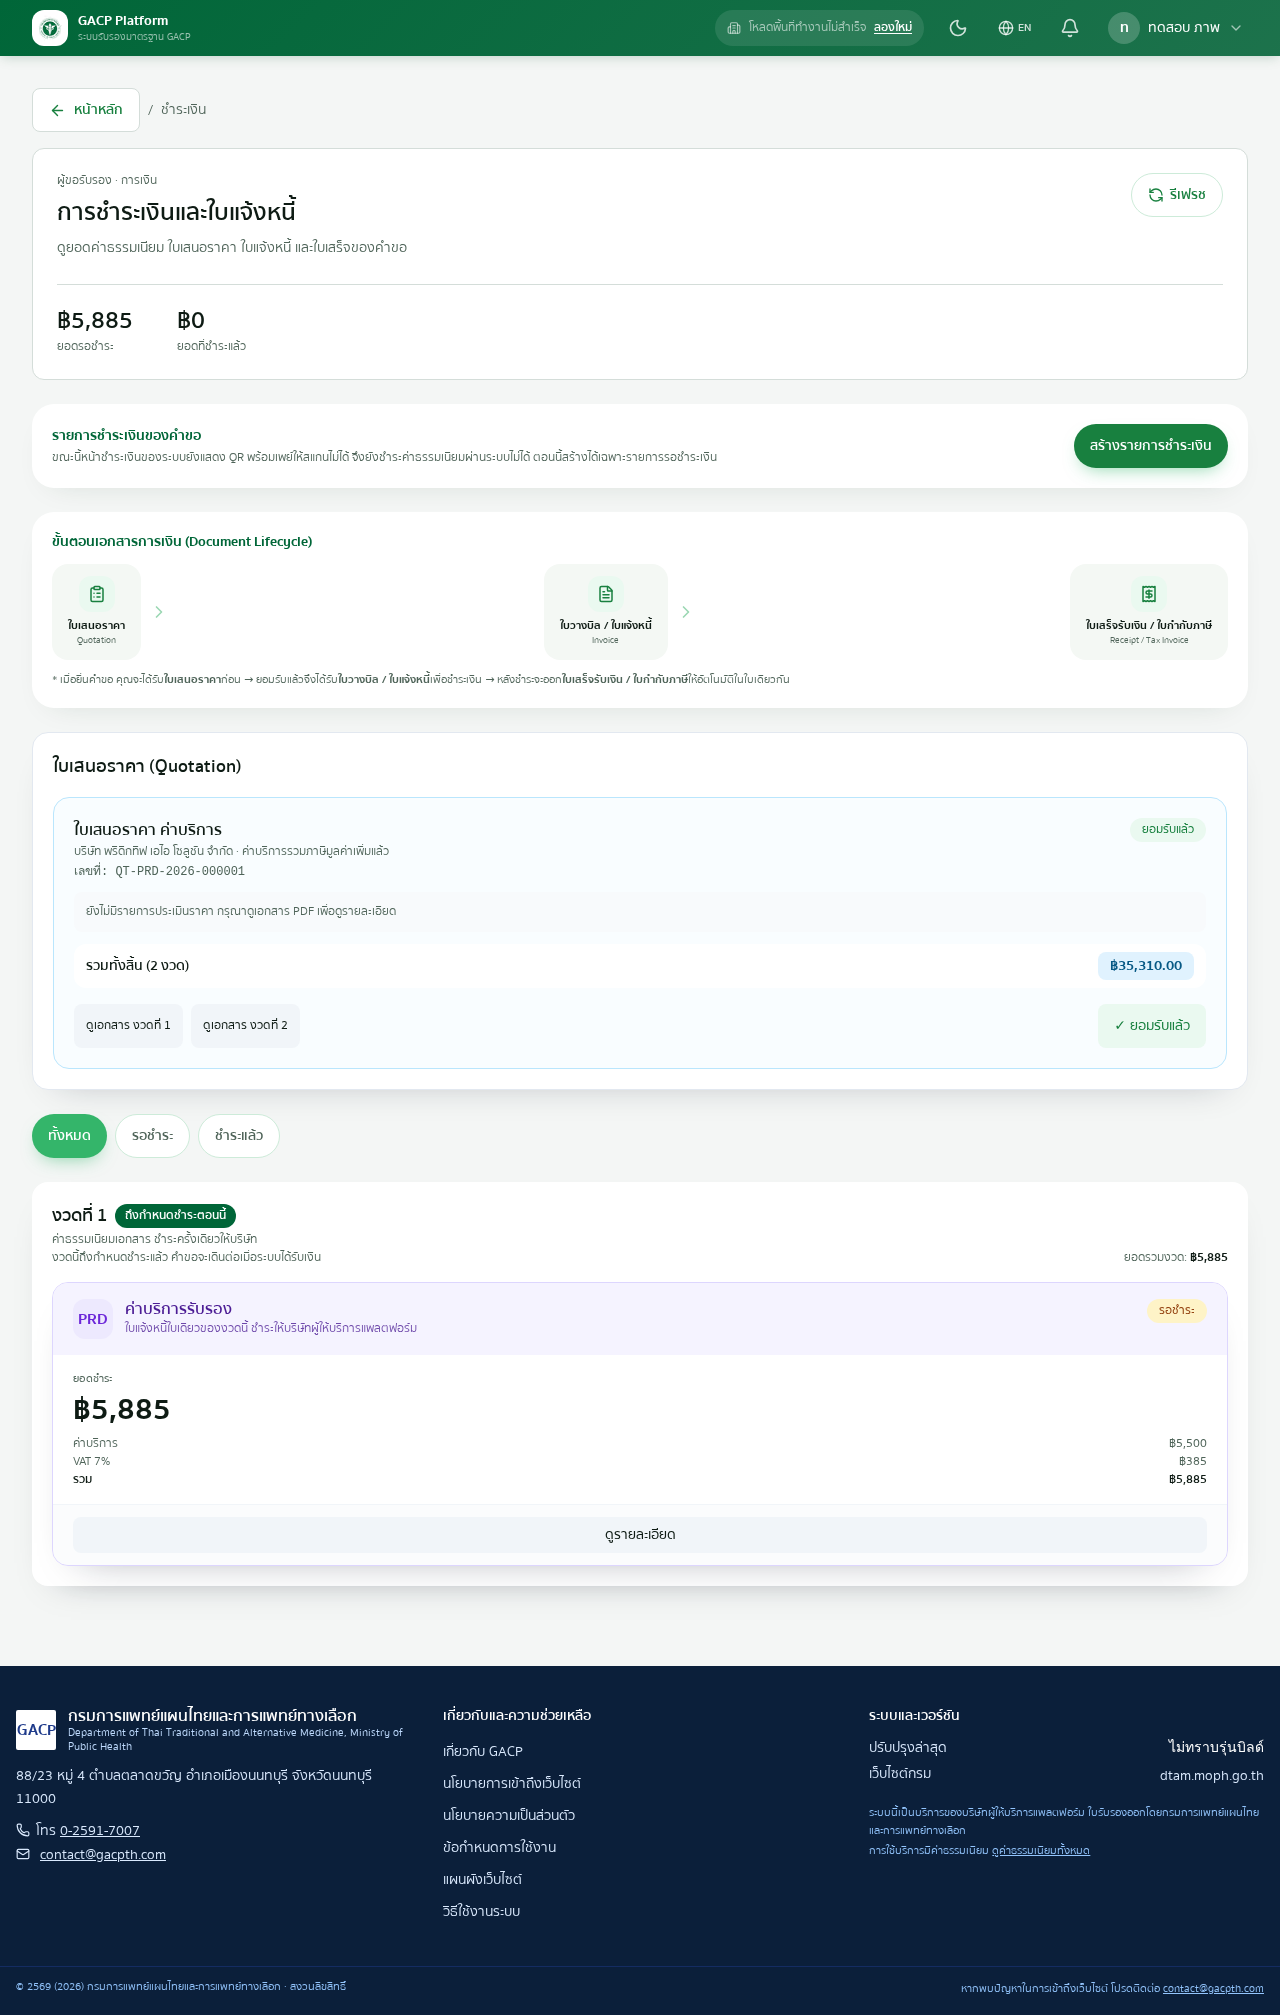 GACP Platform
ระบบรับรองมาตรฐาน GACP
โหลดพื้นที่ทำงานไม่สำเร็จ ลองใหม่
EN
ท ทดสอบ ภาพ
หน้าหลัก / ชำระเงิน
ผู้ขอรับรอง · การเงิน
การชำระเงินและใบแจ้งหนี้
รีเฟรช
ดูยอดค่าธรรมเนียม ใบเสนอราคา ใบแจ้งหนี้ และใบเสร็จของคำขอ
฿5,885 ฿0
ยอดรอชำระ ยอดที่ชำระแล้ว
รายการชำระเงินของคำขอ
ขณะนี้หน้าชำระเงินของระบบยังแสดง QR พร้อมเพย์ให้สแกนไม่ได้ จึงยังชำระค่าธรรมเนียมผ่านระบบไม่ได้ ตอนนี้สร้างได้เฉพาะรายการรอชำระเงิน
สร้างรายการชำระเงิน
ขั้นตอนเอกสารการเงิน (Document Lifecycle)
ใบเสนอราคา
Quotation
ใบวางบิล / ใบแจ้งหนี้
Invoice
ใบเสร็จรับเงิน / ใบกำกับภาษี
Receipt / Tax Invoice
* เมื่อยื่นคำขอ คุณจะได้รับใบเสนอราคาก่อน → ยอมรับแล้วจึงได้รับใบวางบิล / ใบแจ้งหนี้เพื่อชำระเงิน → หลังชำระจะออกใบเสร็จรับเงิน / ใบกำกับภาษีให้อัตโนมัติในใบเดียวกัน
ใบเสนอราคา (Quotation)
ใบเสนอราคา ค่าบริการ
ยอมรับแล้ว
บริษัท พรีดิกทิฟ เอไอ โซลูชัน จำกัด · ค่าบริการรวมภาษีมูลค่าเพิ่มแล้ว
เลขที่: QT-PRD-2026-000001
ยังไม่มีรายการประเมินราคา กรุณาดูเอกสาร PDF เพื่อดูรายละเอียด
รวมทั้งสิ้น (2 งวด) ฿35,310.00
ดูเอกสาร งวดที่ 1 ดูเอกสาร งวดที่ 2 ✓ ยอมรับแล้ว
ทั้งหมด รอชำระ ชำระแล้ว
งวดที่ 1 ถึงกำหนดชำระตอนนี้
ค่าธรรมเนียมเอกสาร ชำระครั้งเดียวให้บริษัท
งวดนี้ถึงกำหนดชำระแล้ว คำขอจะเดินต่อเมื่อระบบได้รับเงิน
ยอดรวมงวด: ฿5,885
PRD
ค่าบริการรับรอง
ใบแจ้งหนี้ใบเดียวของงวดนี้ ชำระให้บริษัทผู้ให้บริการแพลตฟอร์ม
รอชำระ
ยอดชำระ
฿5,885
ค่าบริการ ฿5,500
VAT 7% ฿385
รวม ฿5,885
ดูรายละเอียด
GACP
กรมการแพทย์แผนไทยและการแพทย์ทางเลือก
Department of Thai Traditional and Alternative Medicine, Ministry of
Public Health
88/23 หมู่ 4 ตำบลตลาดขวัญ อำเภอเมืองนนทบุรี จังหวัดนนทบุรี
11000
โทร 0-2591-7007
contact@gacpth.com
เกี่ยวกับและความช่วยเหลือ
เกี่ยวกับ GACP
นโยบายการเข้าถึงเว็บไซต์
นโยบายความเป็นส่วนตัว
ข้อกำหนดการใช้งาน
แผนผังเว็บไซต์
วิธีใช้งานระบบ
ระบบและเวอร์ชัน
ปรับปรุงล่าสุด ไม่ทราบรุ่นบิลด์
เว็บไซต์กรม dtam.moph.go.th
ระบบนี้เป็นบริการของบริษัทผู้ให้บริการแพลตฟอร์ม ใบรับรองออกโดยกรมการแพทย์แผนไทย
และการแพทย์ทางเลือก
การใช้บริการมีค่าธรรมเนียม ดูค่าธรรมเนียมทั้งหมด
© 2569 (2026) กรมการแพทย์แผนไทยและการแพทย์ทางเลือก · สงวนลิขสิทธิ์
หากพบปัญหาในการเข้าถึงเว็บไซต์ โปรดติดต่อ contact@gacpth.com